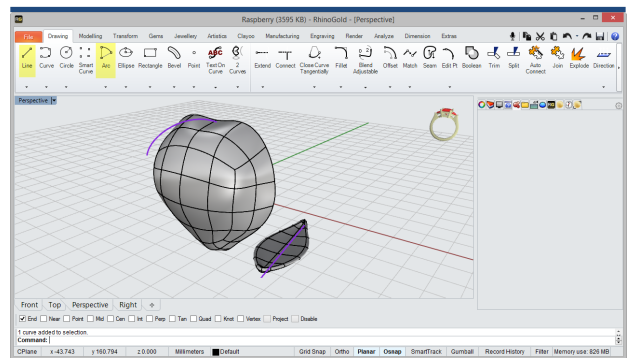 Raspberry (3595 KB) - RhinoGold - [Perspective]
File Drawing Modelling Transform Gems Jewellery Artistics Clayoo Manufacturing Engraving Render Analyze Dimension Extras
Line Curve Circle Smart Curve Arc Ellipse Rectangle Bevel Point Text On Curve 2 Curves Extend Connect Close Curve Tangentially Fillet Blend Adjustable Offset Match Seam Edit Pt Boolean Trim Split Auto Connect Join Explode Direction
Perspective
Front Top Perspective Right
End Near Point Mid Cen Int Perp Tan Quad Knot Vertex Project Disable
1 curve added to selection.
Command:
CPlane x -43.743 y 160.794 z 0.000 Millimeters Default Grid Snap Ortho Planar Osnap SmartTrack Gumball Record History Filter Memory use: 826 MB